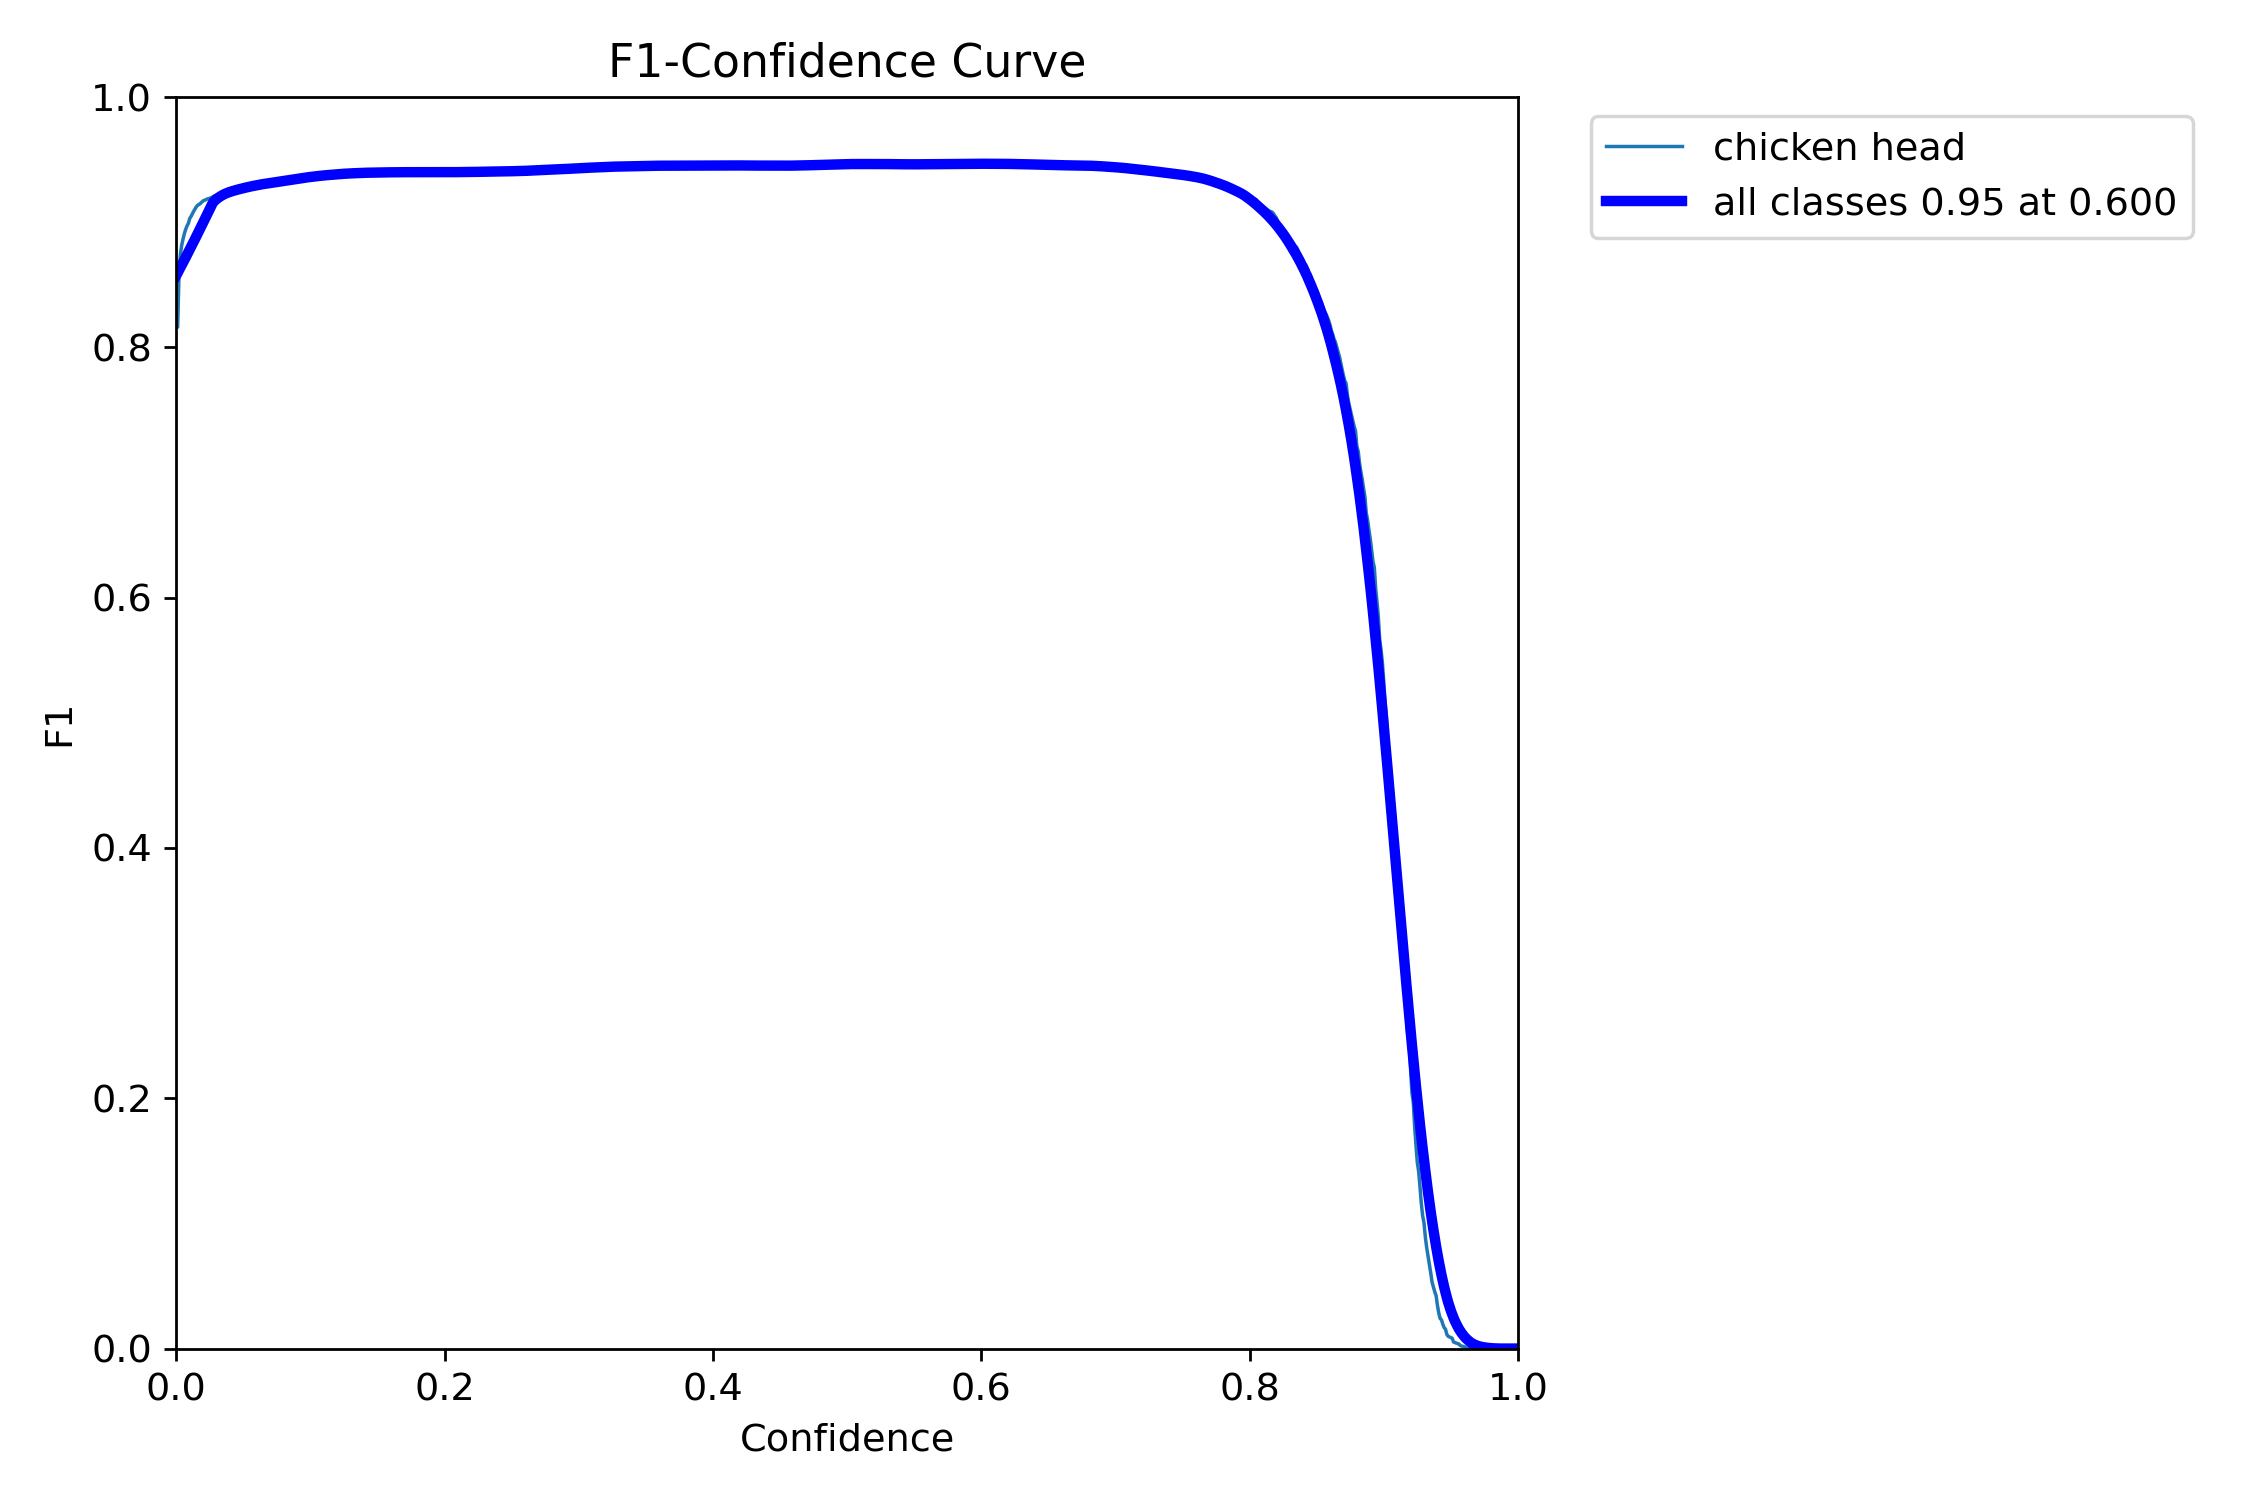 F1-Confidence Curve
1.0
0.8
0.6
0.4
0.2
0.0
F1
0.0 0.2 0.4 0.6 0.8 1.0
Confidence
chicken head
all classes 0.95 at 0.600